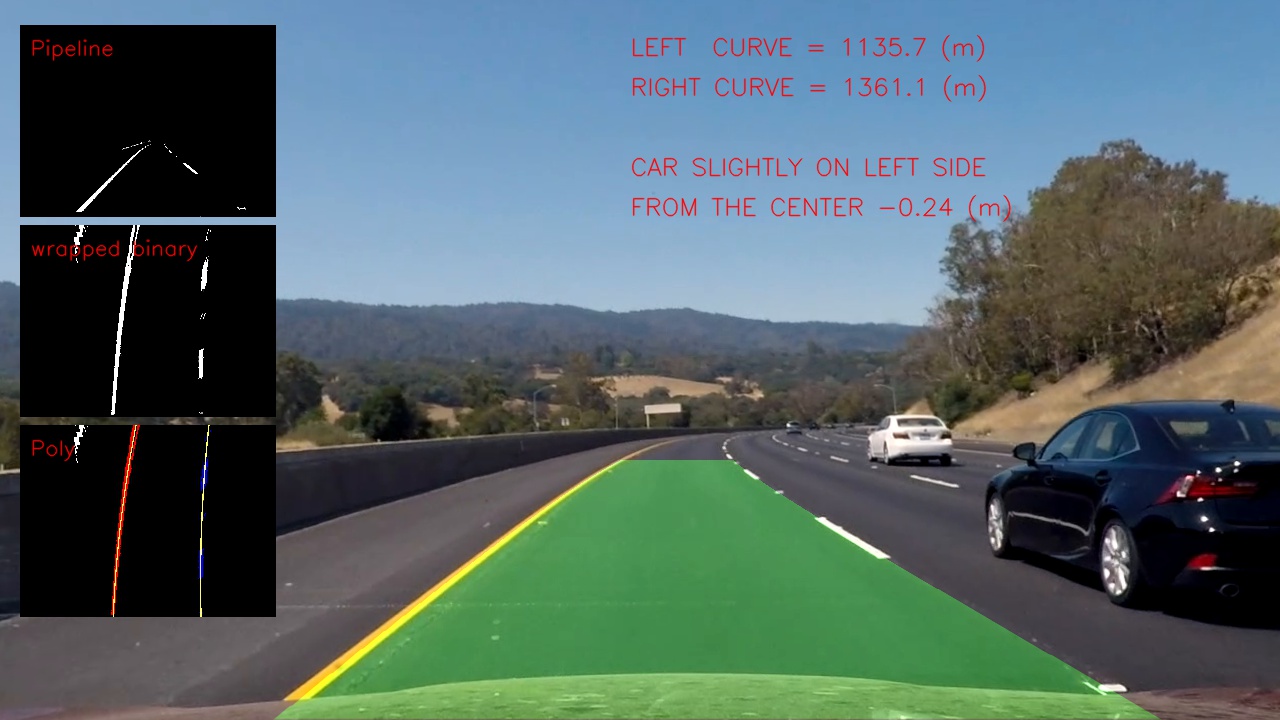 Pipeline
wrapped binary
Poly
LEFT CURVE = 1135.7 (m)
RIGHT CURVE = 1361.1 (m)
CAR SLIGHTLY ON LEFT SIDE
FROM THE CENTER -0.24 (m)